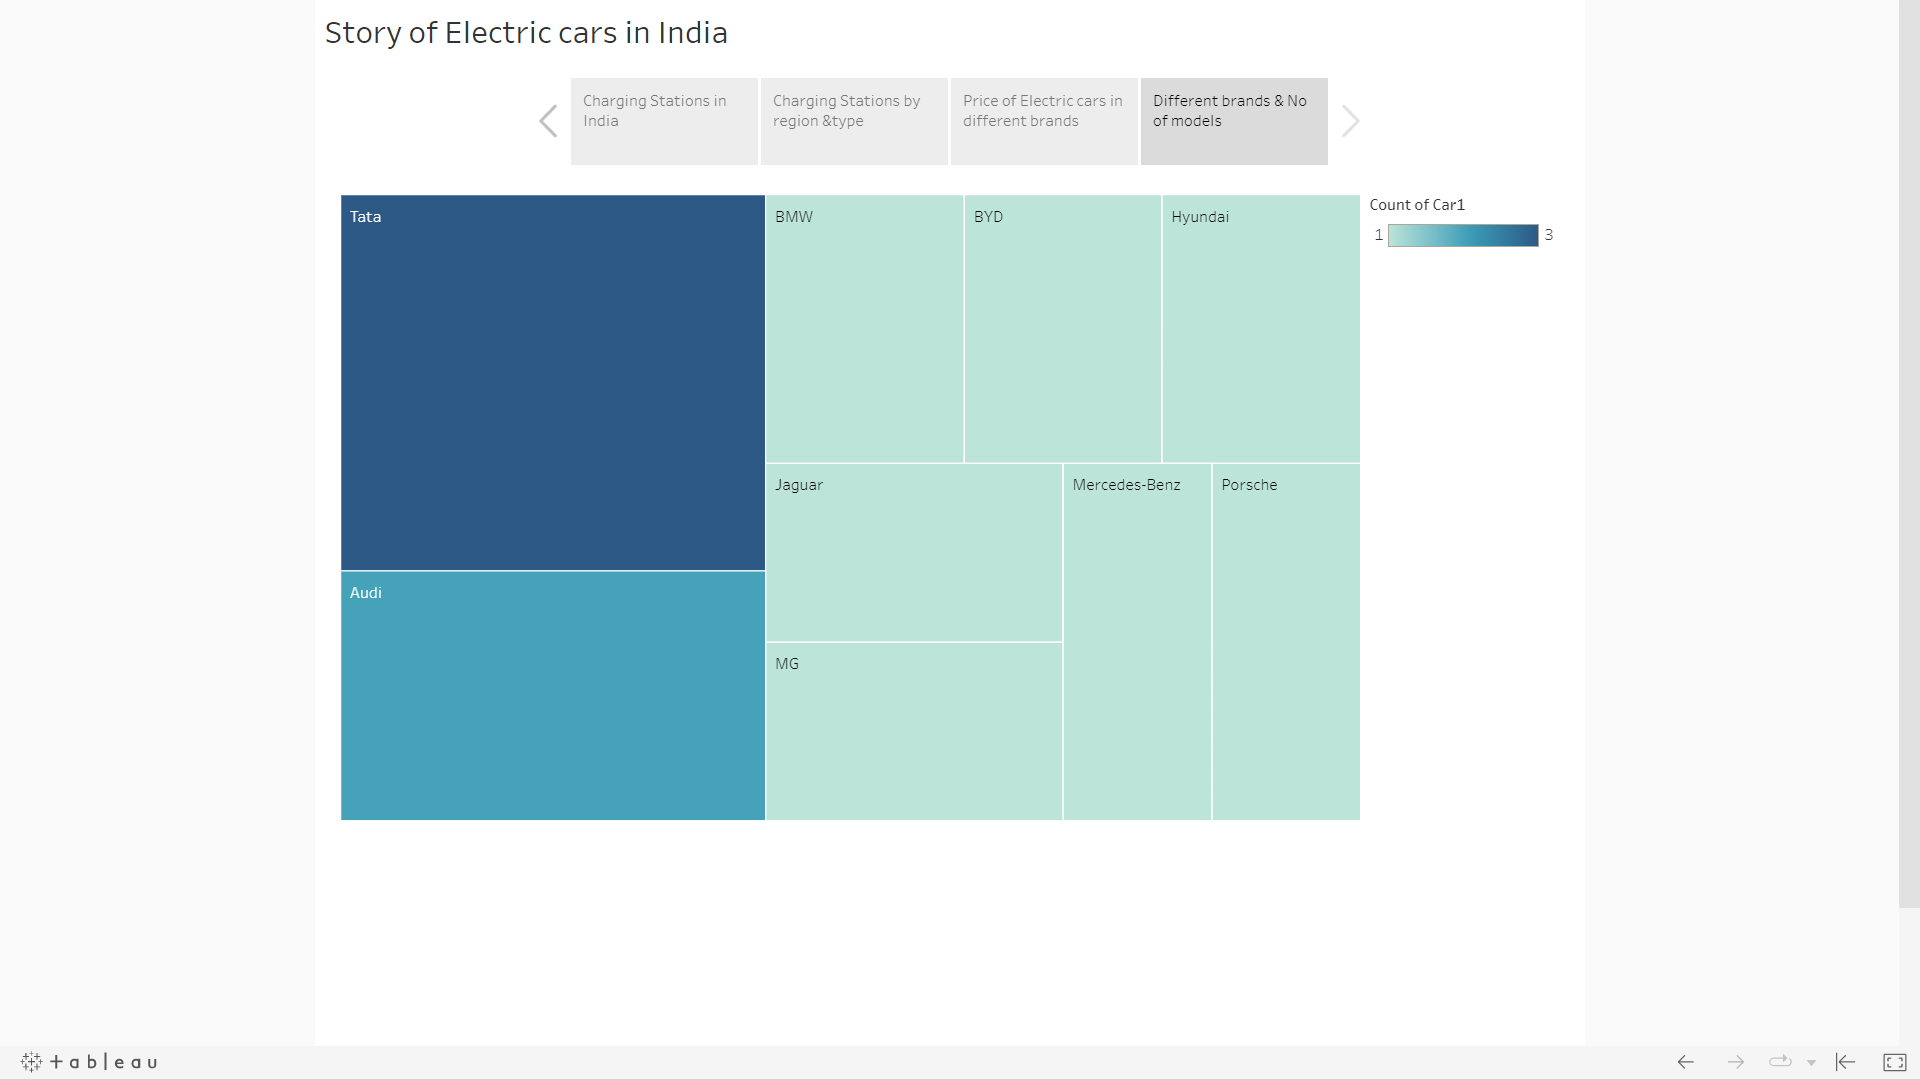 Story of Electric cars in India
Charging Stations in
India
Charging Stations by
region &type
Price of Electric cars in
different brands
Different brands & No
of models
Tata
BMW
BYD
Hyundai
Count of Car1
1
3
Jaguar
Mercedes-Benz
Porsche
Audi
MG
+ableau